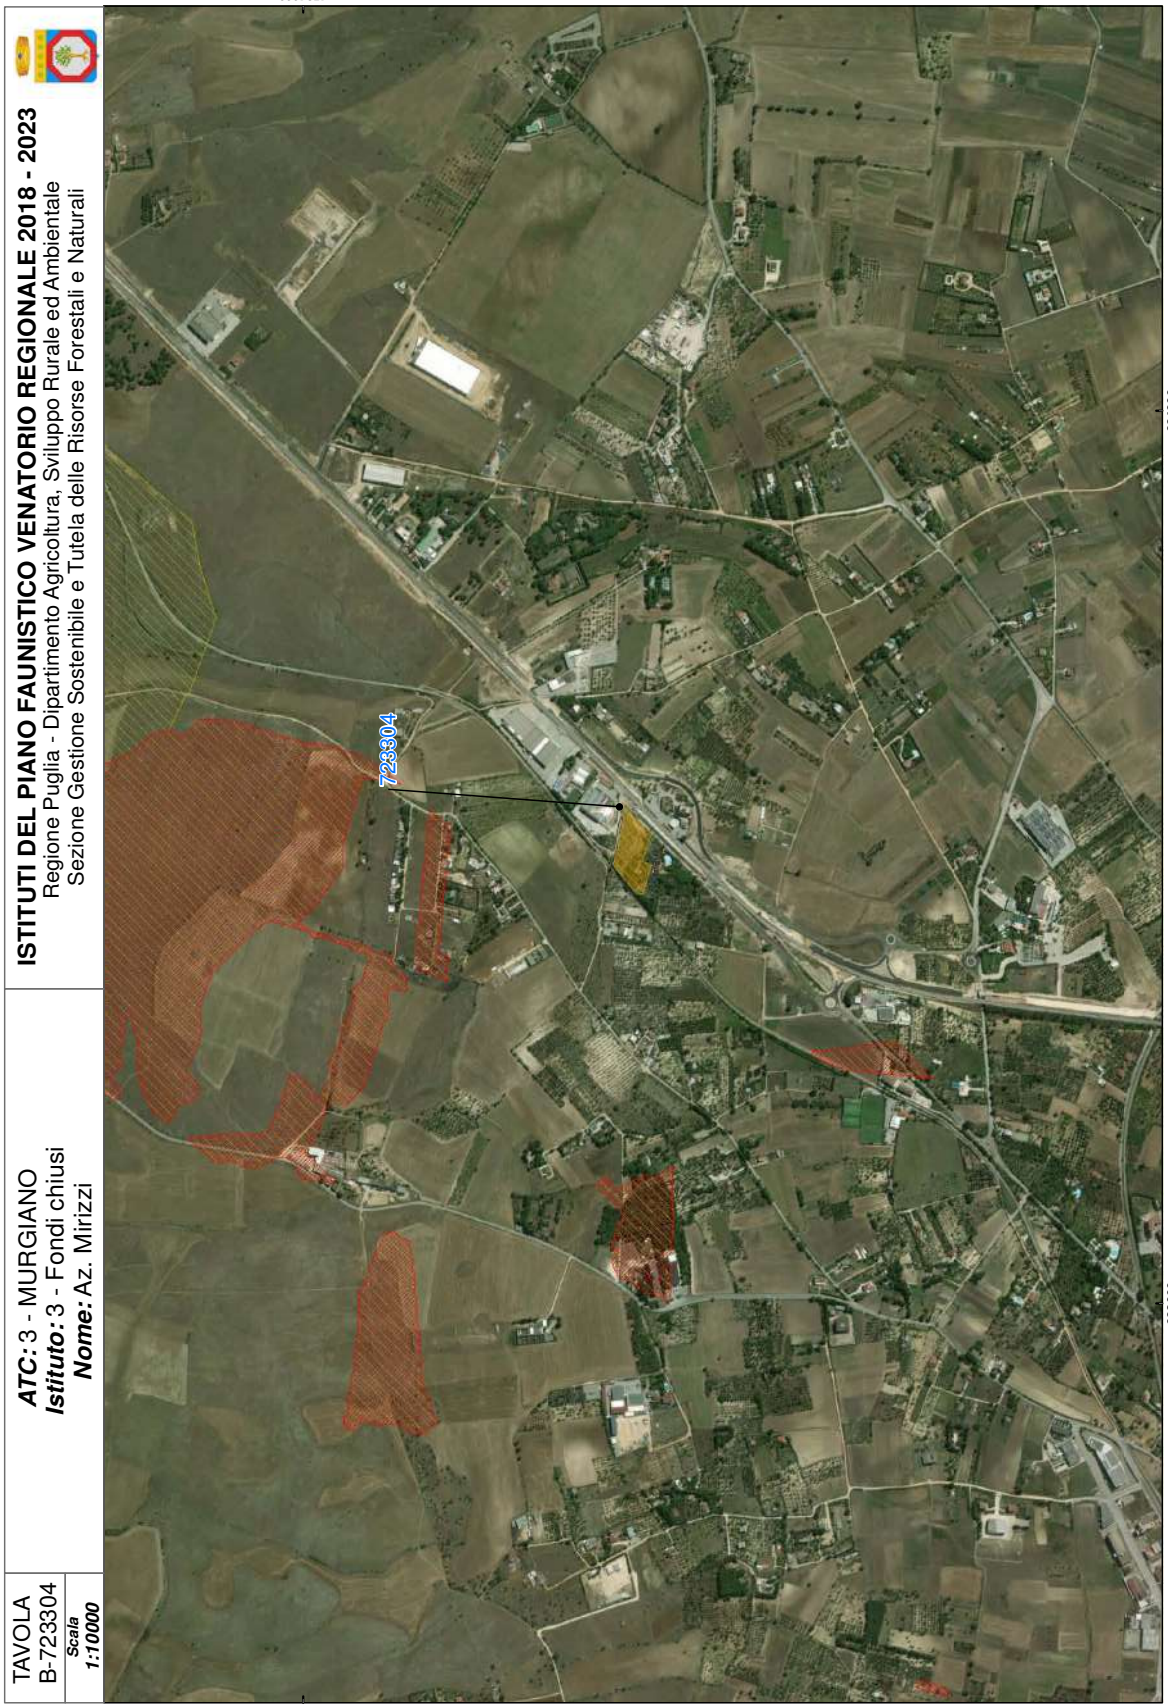 TAVOLA
B-723304
Scala
1:10000
ATC: 3 - MURGIANO
Istituto: 3 - Fondi chiusi
Nome: Az. Mirizzi
ISTITUTI DEL PIANO FAUNISTICO VENATORIO REGIONALE 2018 - 2023
Regione Puglia - Dipartimento Agricoltura, Sviluppo Rurale ed Ambientale
Sezione Gestione Sostenibile e Tutela delle Risorse Forestali e Naturali
723304